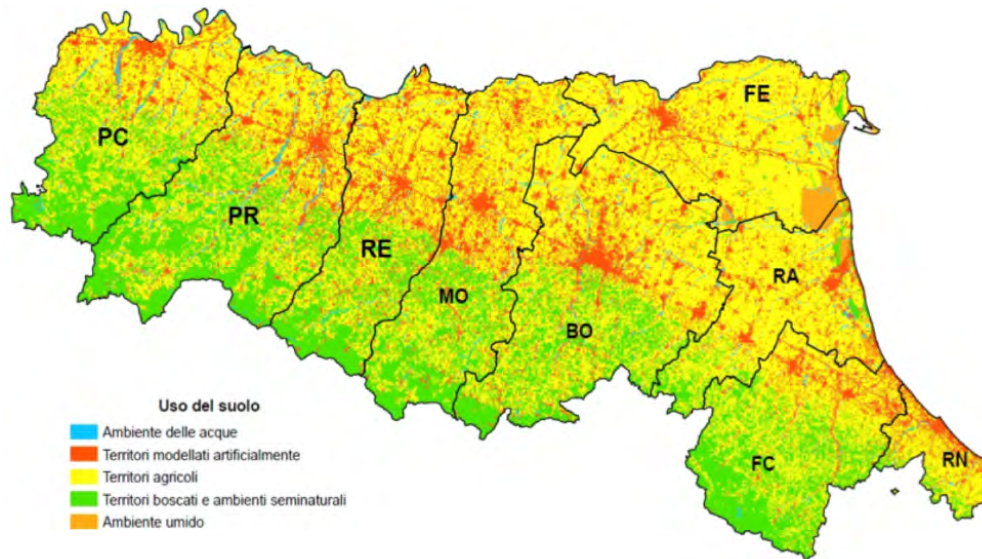 FE
PC
PR
RE
RA
MO
BO
FC
RN
Uso del suolo
Ambiente delle acque
Territori modellati artificialmente
Territori agricoli
Territori boscati e ambienti seminaturali
Ambiente umido